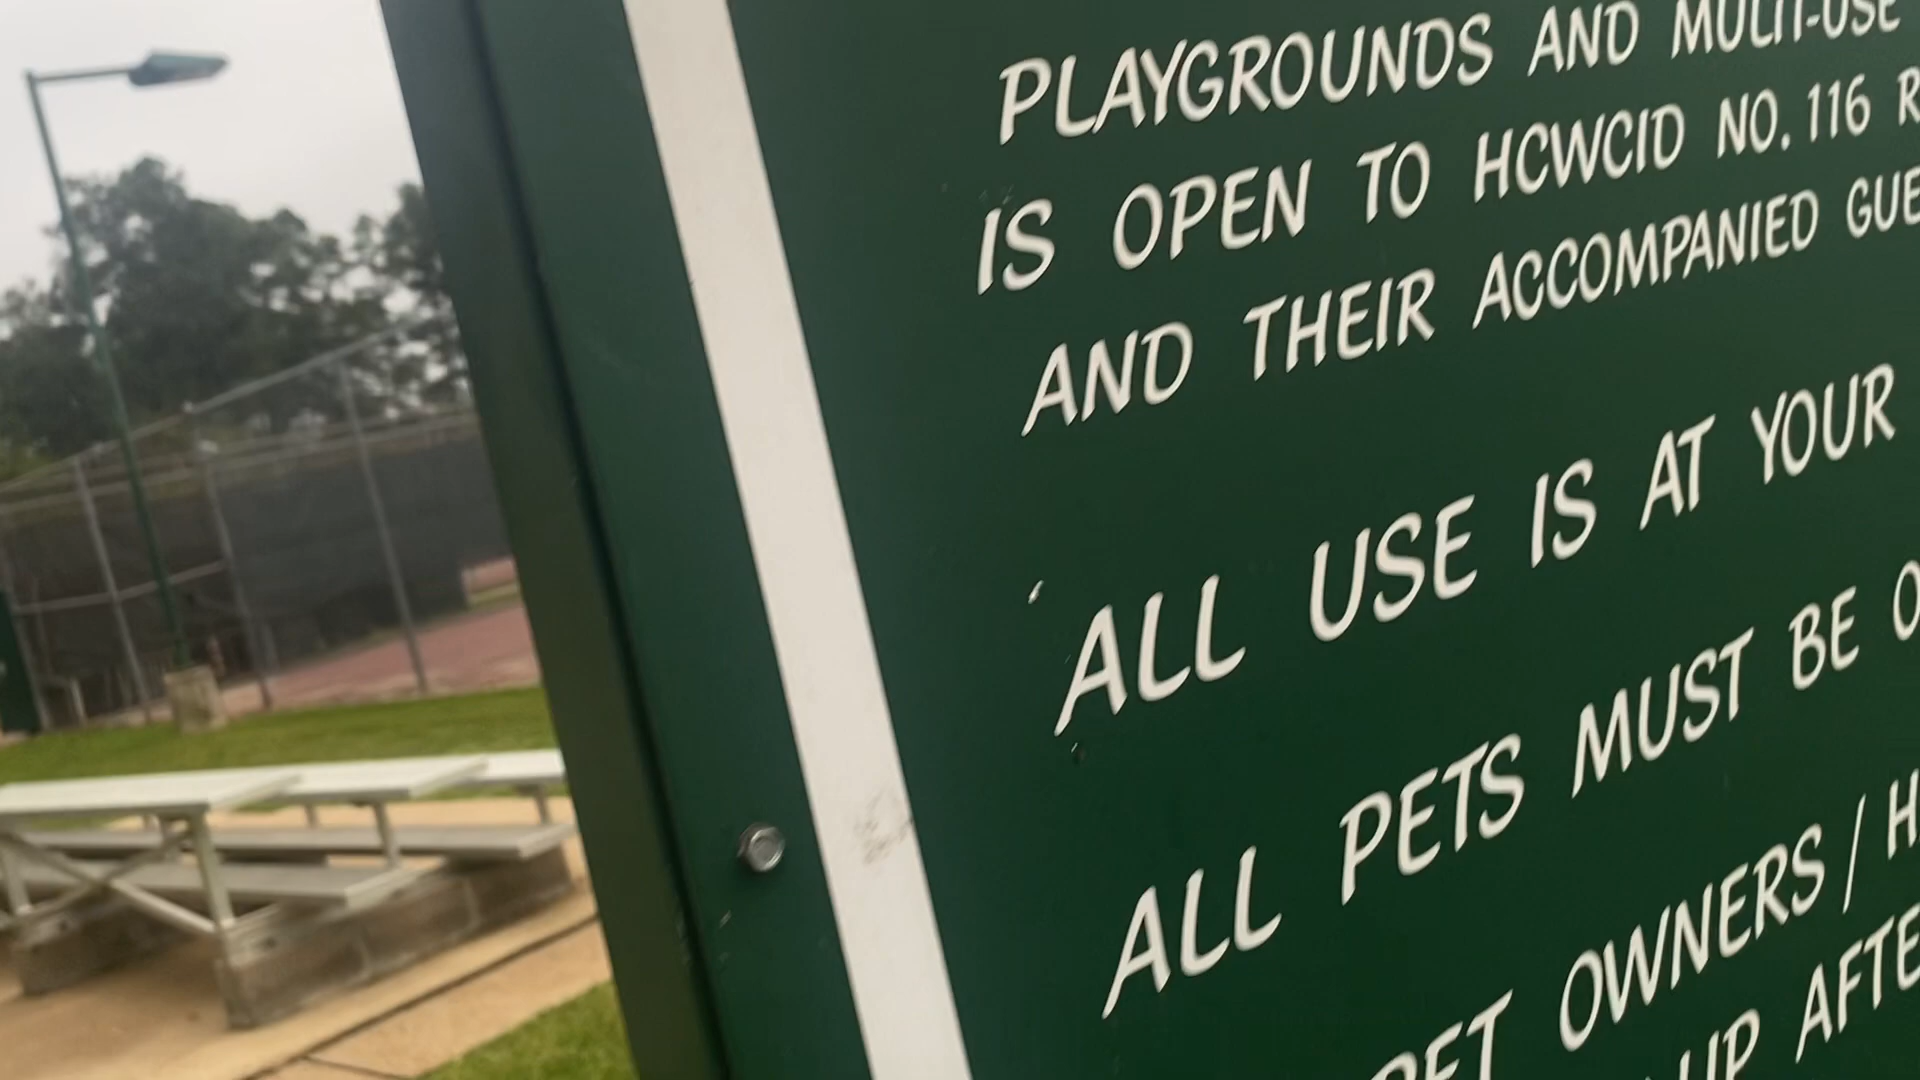 PLAYGROUNDS AND MULTI-USE
IS OPEN TO HCWCID NO. 116 R
AND THEIR ACCOMPANIED GUE
ALL USE IS AT YOUR
ALL PETS MUST BE O
PET OWNERS / H
UP AFTE